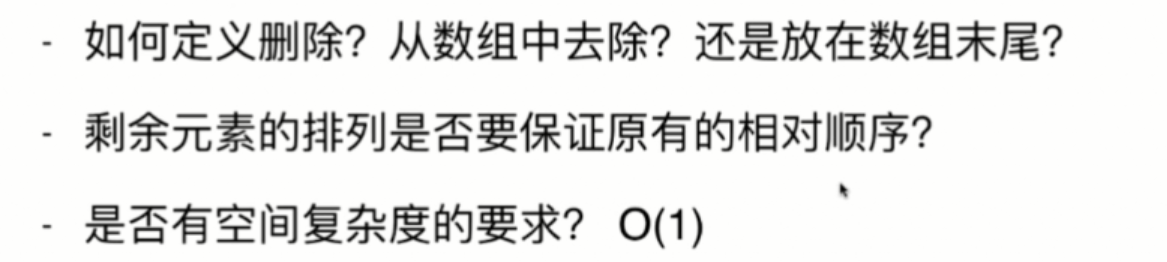 - 如何定义删除？从数组中去除？还是放在数组末尾？
- 剩余元素的排列是否要保证原有的相对顺序？
- 是否有空间复杂度的要求？ O(1)